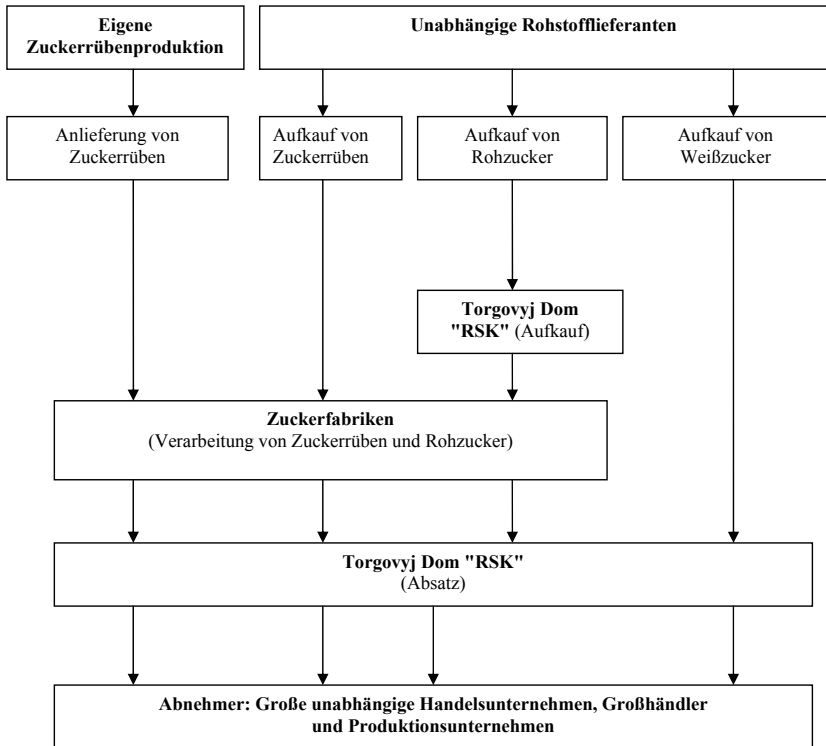 Eigene
Zuckerrübenproduktion
Unabhängige Rohstofflieferanten
Anlieferung von
Zuckerrüben
Aufkauf von
Zuckerrüben
Aufkauf von
Rohzucker
Aufkauf von
Weißzucker
Torgovyj Dom
"RSK" (Aufkauf)
Zuckerfabriken
(Verarbeitung von Zuckerrüben und Rohzucker)
Torgovyj Dom "RSK"
(Absatz)
Abnehmer: Große unabhängige Handelsunternehmen, Großhändler
und Produktionsunternehmen